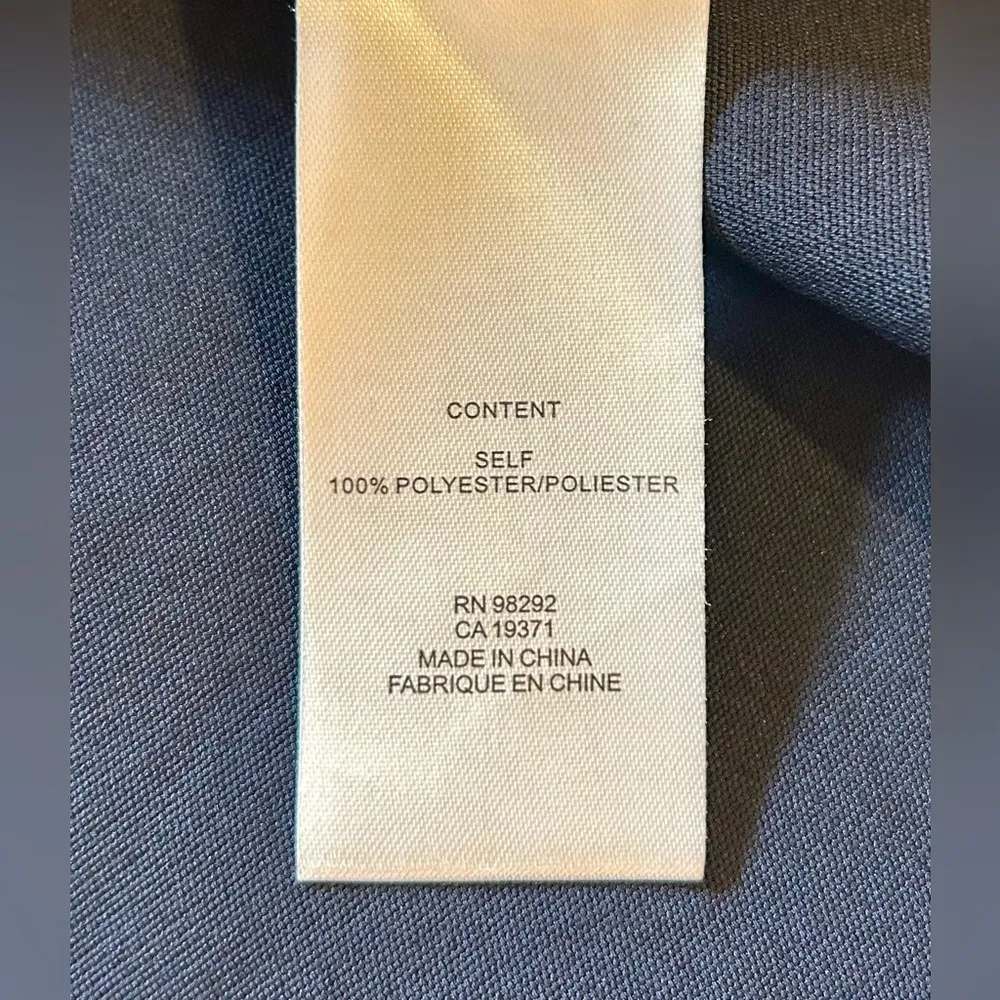 CONTENT
SELF
100% POLYESTER/POLIESTER
RN 98292
CA 19371
MADE IN CHINA
FABRIQUE EN CHINE